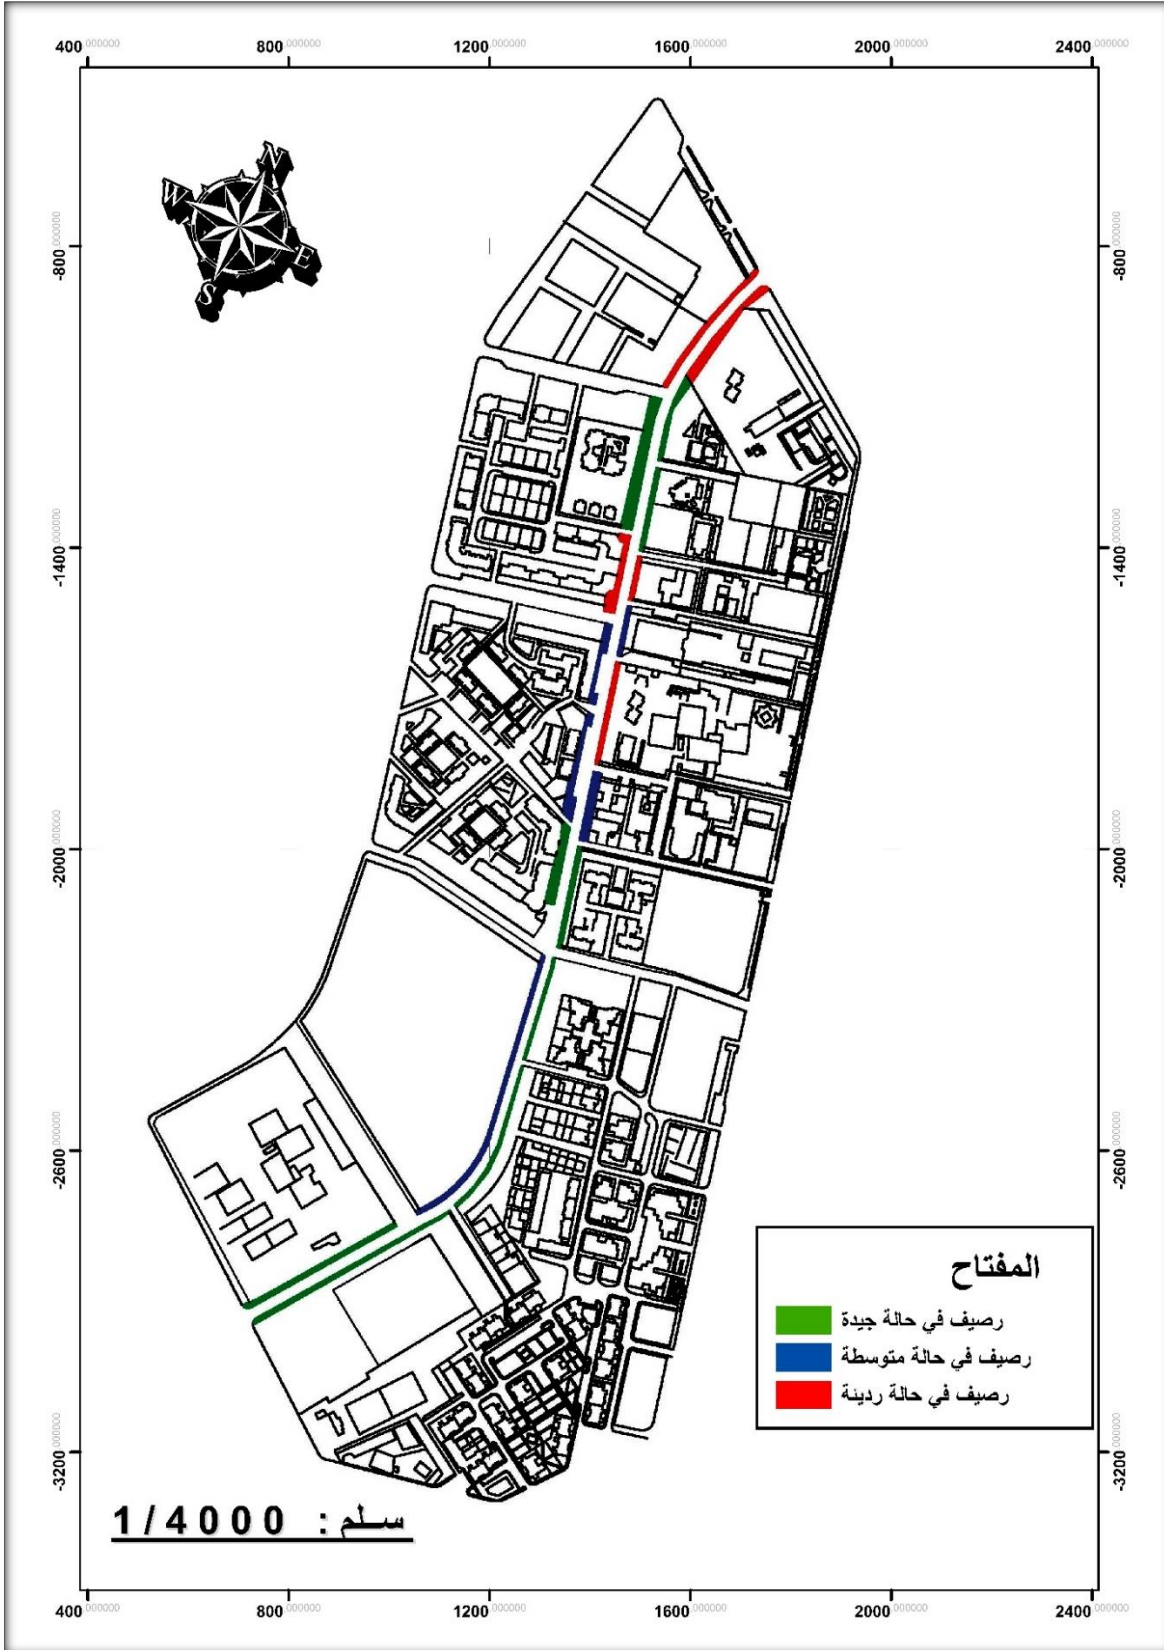 400.000000 800.000000 1200.000000 1600.000000 2000.000000 2400.000000
N
W
E
S
-800.000000 -800.000000
-1400.000000 -1400.000000
-2000.000000 -2000.000000
-2600.000000 -2600.000000
المفتاح
رصيف في حالة جيدة
رصيف في حالة متوسطة
رصيف في حالة رديئة
-3200.000000 -3200.000000
سلم : 1/4000
400.000000 800.000000 1200.000000 1600.000000 2000.000000 2400.000000